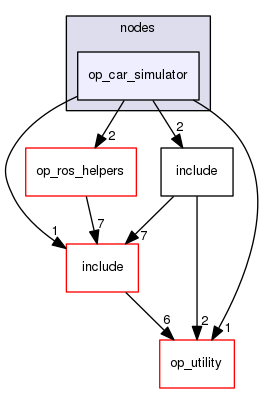 nodes
op_car_simulator
2
2
op_ros_helpers
include
7
1
7
include
6
2
1
op_utility